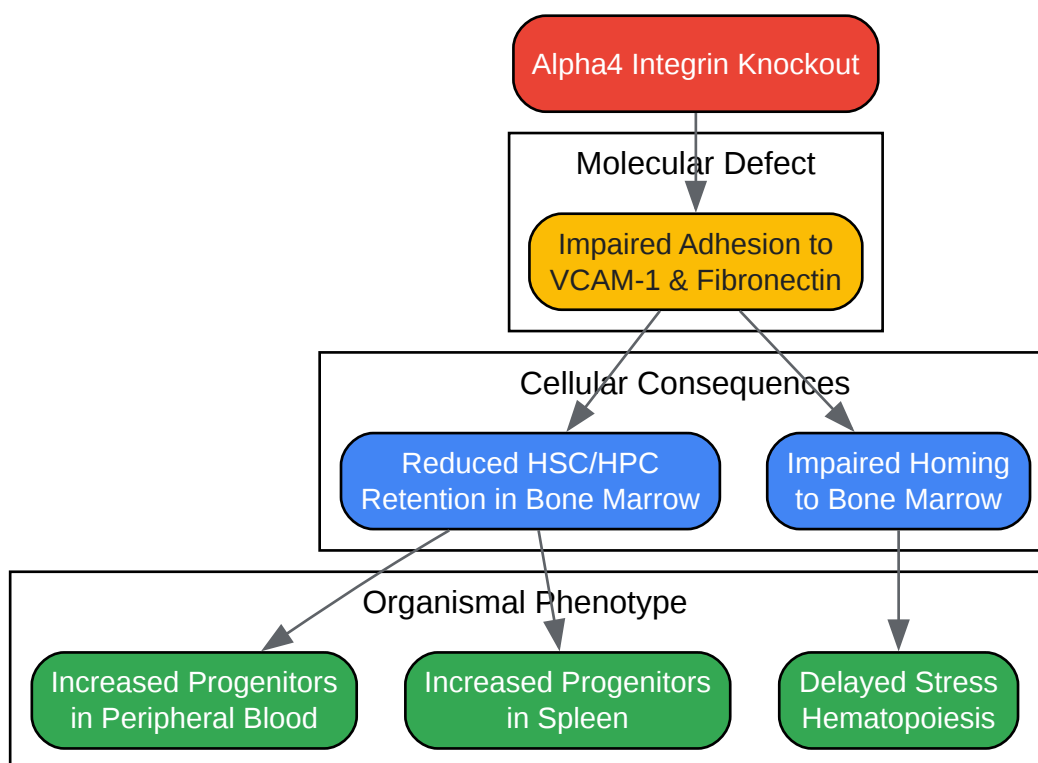 Alpha4 Integrin Knockout
Molecular Defect
Impaired Adhesion to
VCAM-1 & Fibronectin
Cellular Consequences
Reduced HSC/HPC
Retention in Bone Marrow
Impaired Homing
to Bone Marrow
Organismal Phenotype
Increased Progenitors
in Peripheral Blood
Increased Progenitors
in Spleen
Delayed Stress
Hematopoiesis